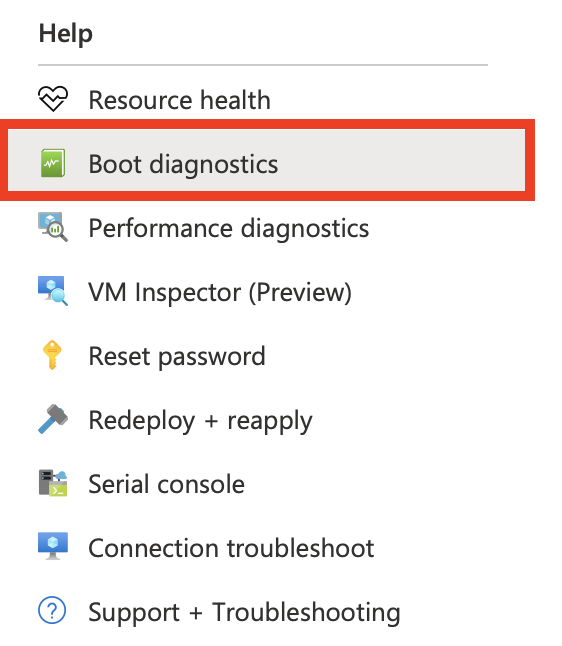 Help
Resource health
Boot diagnostics
Performance diagnostics
VM Inspector (Preview)
Reset password
Redeploy + reapply
Serial console
Connection troubleshoot
Support + Troubleshooting